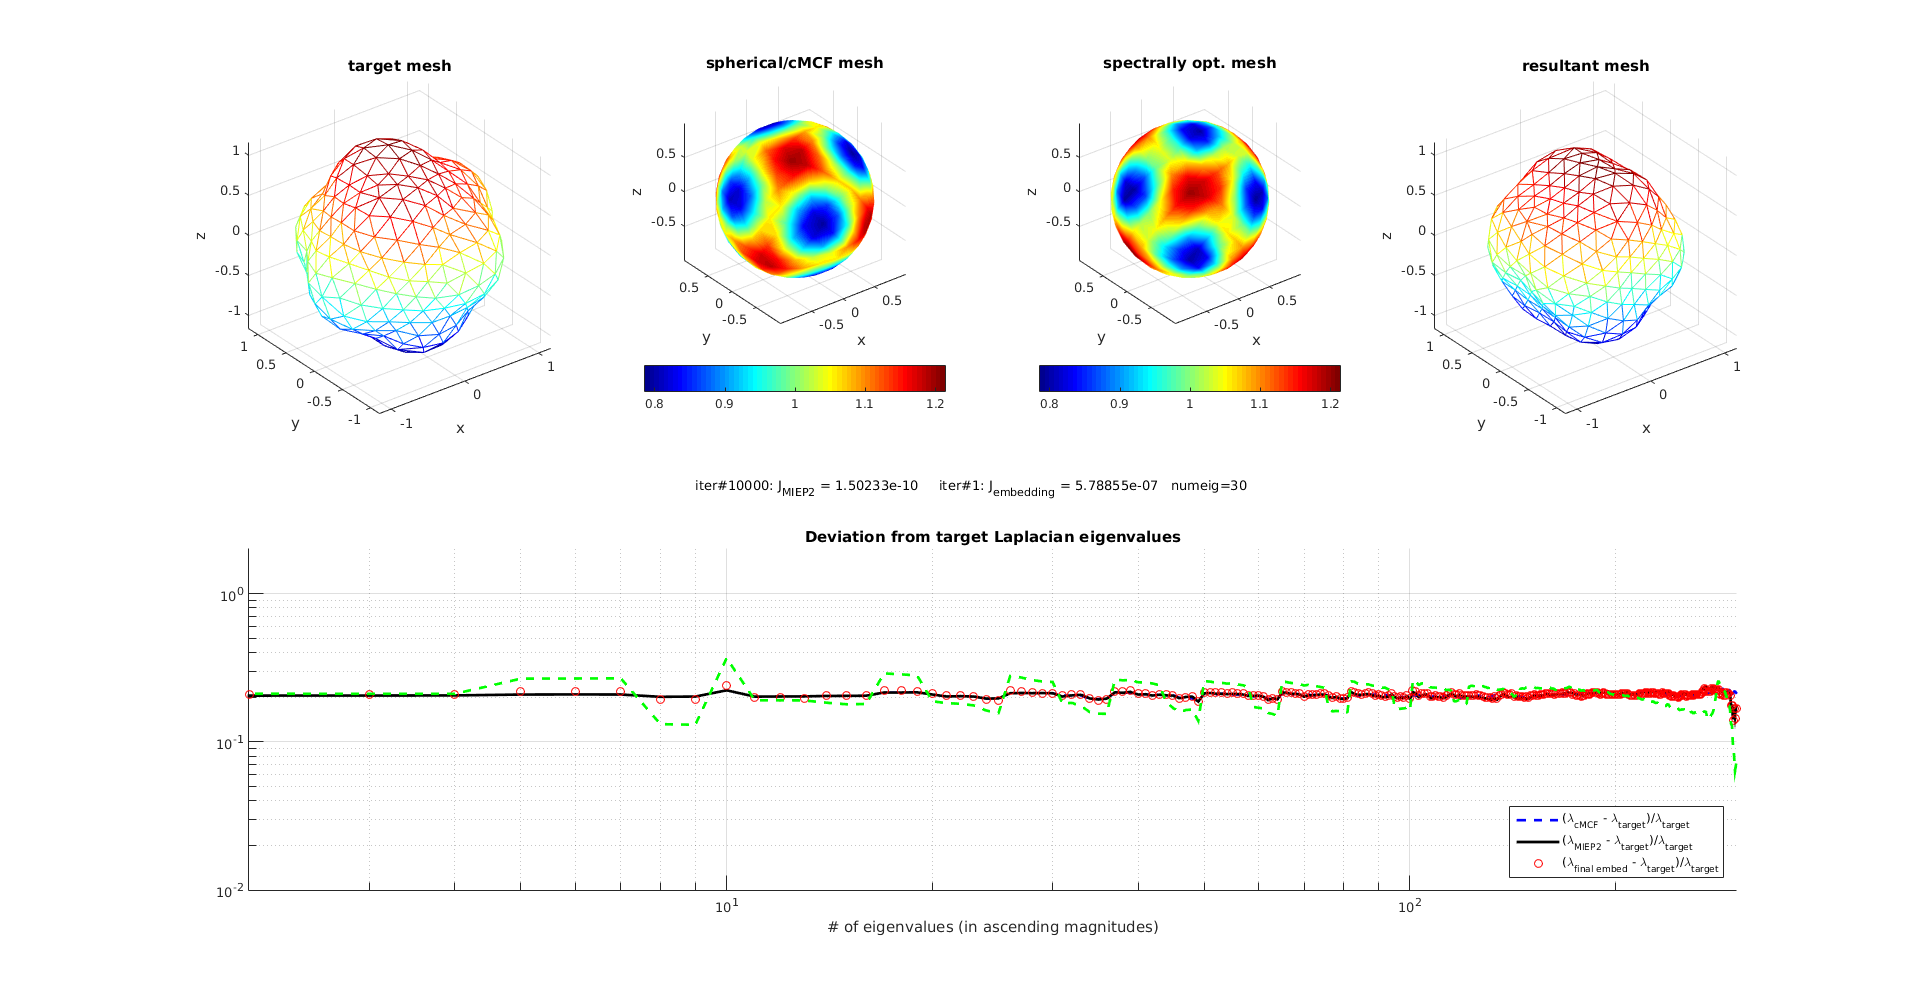 target mesh
spherical/cMCF mesh
spectrally opt. mesh
resultant mesh
1
0.5
0
-0.5
-1
z
1
0.5
0
-0.5
-1
y
-1
0
1
x
0.5
0
-0.5
z
0.5
0
-0.5
y
-0.5
0
0.5
x
0.8 0.9 1 1.1 1.2
0.5
0
-0.5
z
0.5
0
-0.5
y
-0.5
0
0.5
x
0.8 0.9 1 1.1 1.2
1
0.5
0
-0.5
-1
z
1
0.5
0
-0.5
-1
y
-1
0
1
x
iter#10000: J_MIEP2 = 1.50233e-10 iter#1: J_embedding = 5.78855e-07 numeig=30
Deviation from target Laplacian eigenvalues
10^0
10^-1
10^-2
10^1 10^2
# of eigenvalues (in ascending magnitudes)
(λ_cMCF - λ_target)/λ_target
(λ_MIEP2 - λ_target)/λ_target
(λ_final embed - λ_target)/λ_target